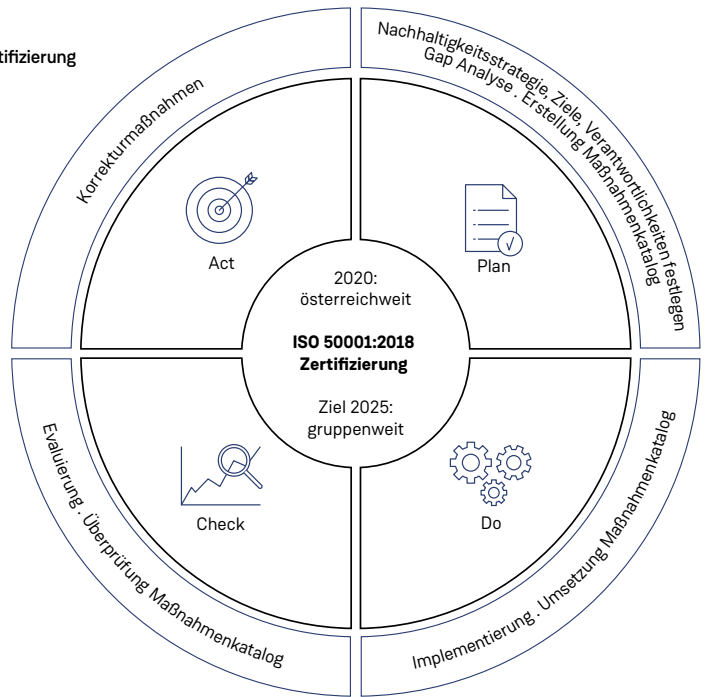 tifizierung
Korrekturmaßnahmen
Nachhaltigkeitsstrategie, Ziele, Verantwortlichkeiten festlegen
Gap Analyse . Erstellung Maßnahmenkatalog
Act
Plan
2020:
österreichweit
ISO 50001:2018
Zertifizierung
Ziel 2025:
gruppenweit
Check
Do
Evaluierung . Überprüfung Maßnahmenkatalog
Implementierung . Umsetzung Maßnahmenkatalog